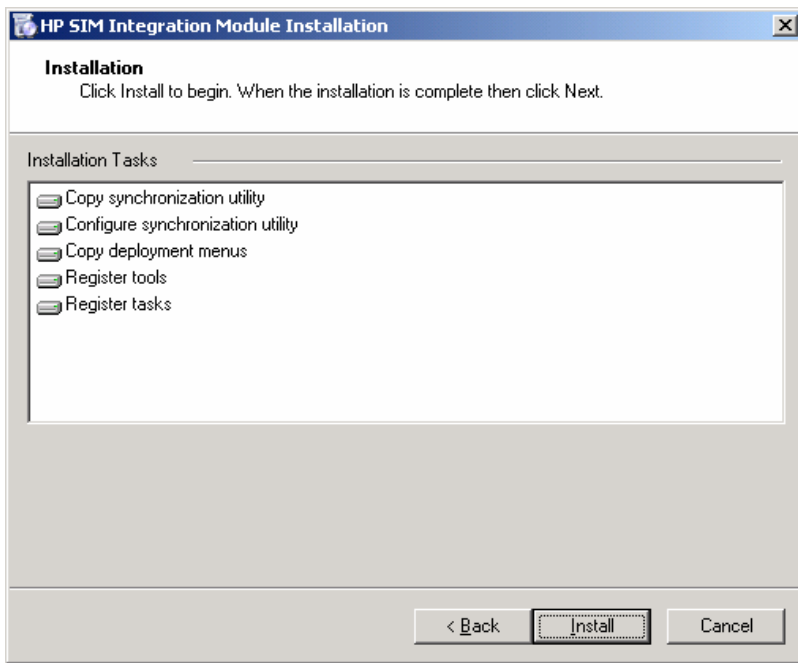 HP SIM Integration Module Installation
Installation
Click Install to begin. When the installation is complete then click Next.
Installation Tasks
Copy synchronization utility
Configure synchronization utility
Copy deployment menus
Register tools
Register tasks
< Back
Install
Cancel